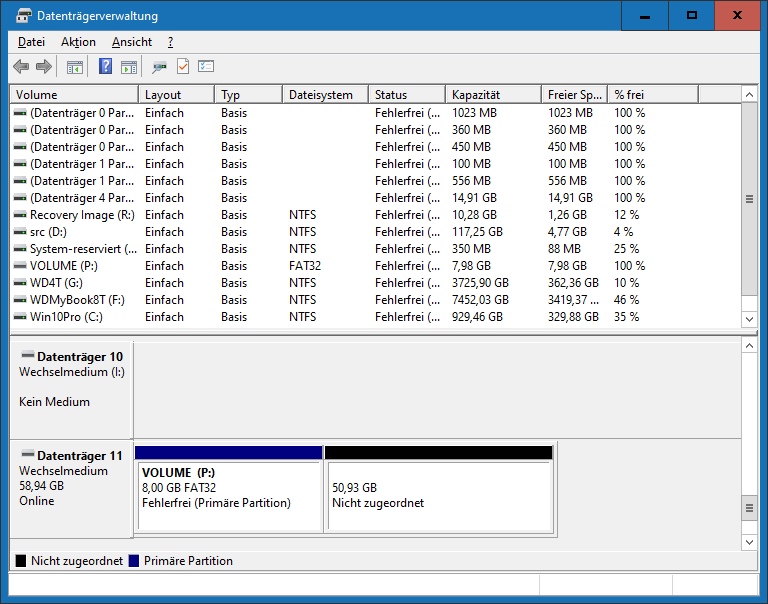 Datenträgerverwaltung
Datei Aktion Ansicht ?
Volume Layout Typ Dateisystem Status Kapazität Freier Sp... % frei
(Datenträger 0 Par... Einfach Basis Fehlerfrei (... 1023 MB 1023 MB 100 %
(Datenträger 0 Par... Einfach Basis Fehlerfrei (... 360 MB 360 MB 100 %
(Datenträger 0 Par... Einfach Basis Fehlerfrei (... 450 MB 450 MB 100 %
(Datenträger 1 Par... Einfach Basis Fehlerfrei (... 100 MB 100 MB 100 %
(Datenträger 1 Par... Einfach Basis Fehlerfrei (... 556 MB 556 MB 100 %
(Datenträger 4 Par... Einfach Basis Fehlerfrei (... 14,91 GB 14,91 GB 100 %
Recovery Image (R:) Einfach Basis NTFS Fehlerfrei (... 10,28 GB 1,26 GB 12 %
src (D:) Einfach Basis NTFS Fehlerfrei (... 117,25 GB 4,77 GB 4 %
System-reserviert (... Einfach Basis NTFS Fehlerfrei (... 350 MB 88 MB 25 %
VOLUME (P:) Einfach Basis FAT32 Fehlerfrei (... 7,98 GB 7,98 GB 100 %
WD4T (G:) Einfach Basis NTFS Fehlerfrei (... 3725,90 GB 362,36 GB 10 %
WDMyBook8T (F:) Einfach Basis NTFS Fehlerfrei (... 7452,03 GB 3419,37 ... 46 %
Win10Pro (C:) Einfach Basis NTFS Fehlerfrei (... 929,46 GB 329,88 GB 35 %
Datenträger 10
Wechselmedium (I:)
Kein Medium
Datenträger 11
Wechselmedium
58,94 GB
Online
VOLUME (P:)
8,00 GB FAT32
Fehlerfrei (Primäre Partition)
50,93 GB
Nicht zugeordnet
Nicht zugeordnet Primäre Partition